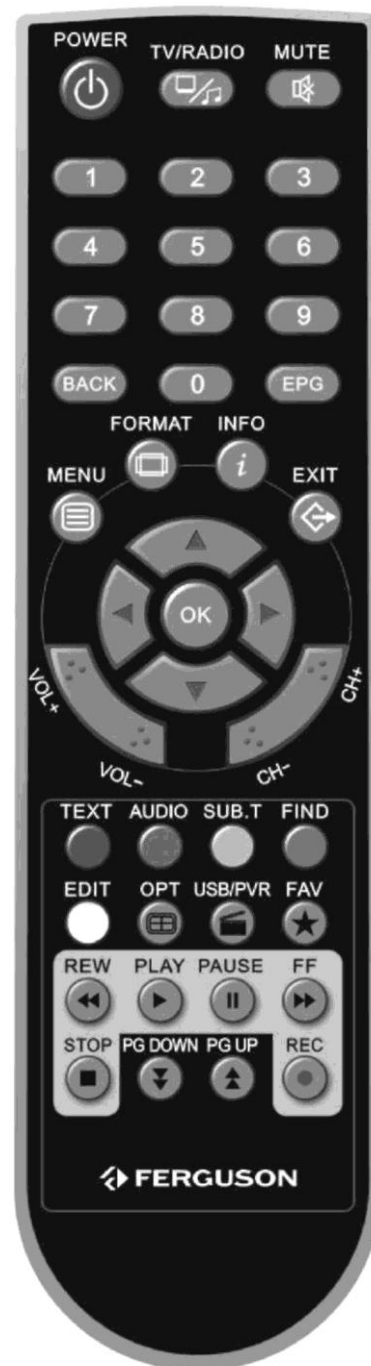 POWER TV/RADIO MUTE
1 2 3
4 5 6
7 8 9
BACK 0 EPG
FORMAT INFO
MENU EXIT
OK
VOL+ CH+
VOL- CH-
TEXT AUDIO SUB.T FIND
EDIT OPT USB/PVR FAV
REW PLAY PAUSE FF
STOP PG DOWN PG UP REC
FERGUSON